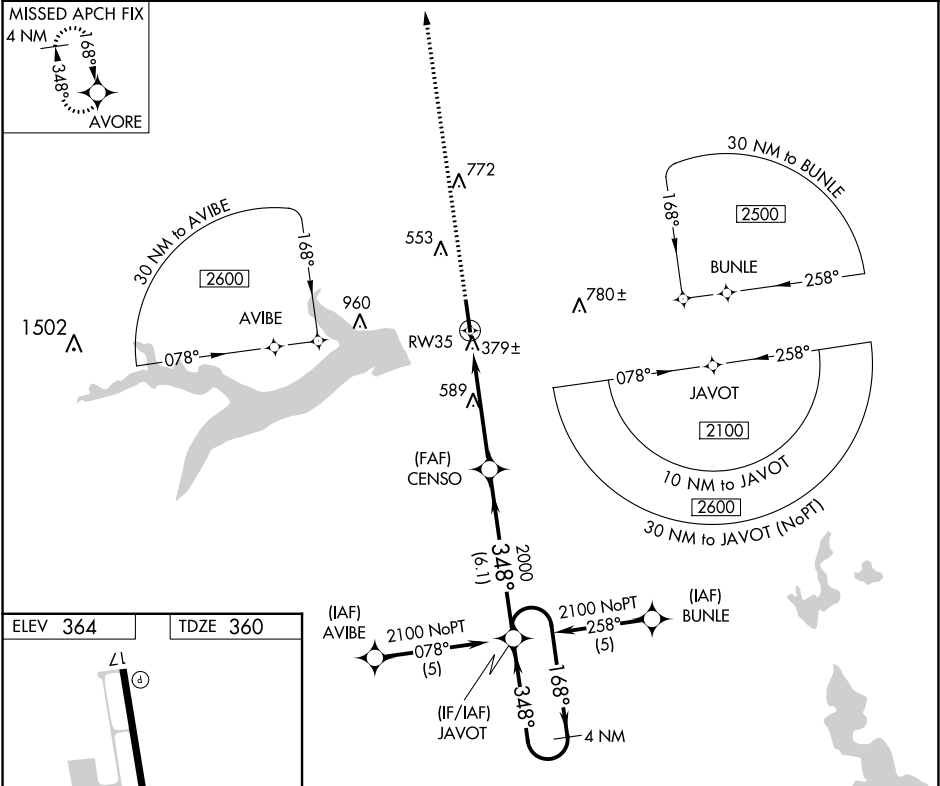 MISSED APCH FIX
4 NM
168°
348°
AVORE
772
553
30 NM to AVIBE
168°
2600
AVIBE
078°
960
1502
RW35
379±
589
780±
30 NM to BUNLE
168°
2500
BUNLE
258°
078°
258°
JAVOT
2100
10 NM to JAVOT
2600
30 NM to JAVOT (NoPT)
(FAF)
CENSO
2000
348°
(6.1)
(IAF)
AVIBE
2100 NoPT
078°
(5)
(IAF)
BUNLE
2100 NoPT
258°
(5)
(IF/IAF)
JAVOT
348°
168°
4 NM
ELEV 364
TDZE 360
17
P